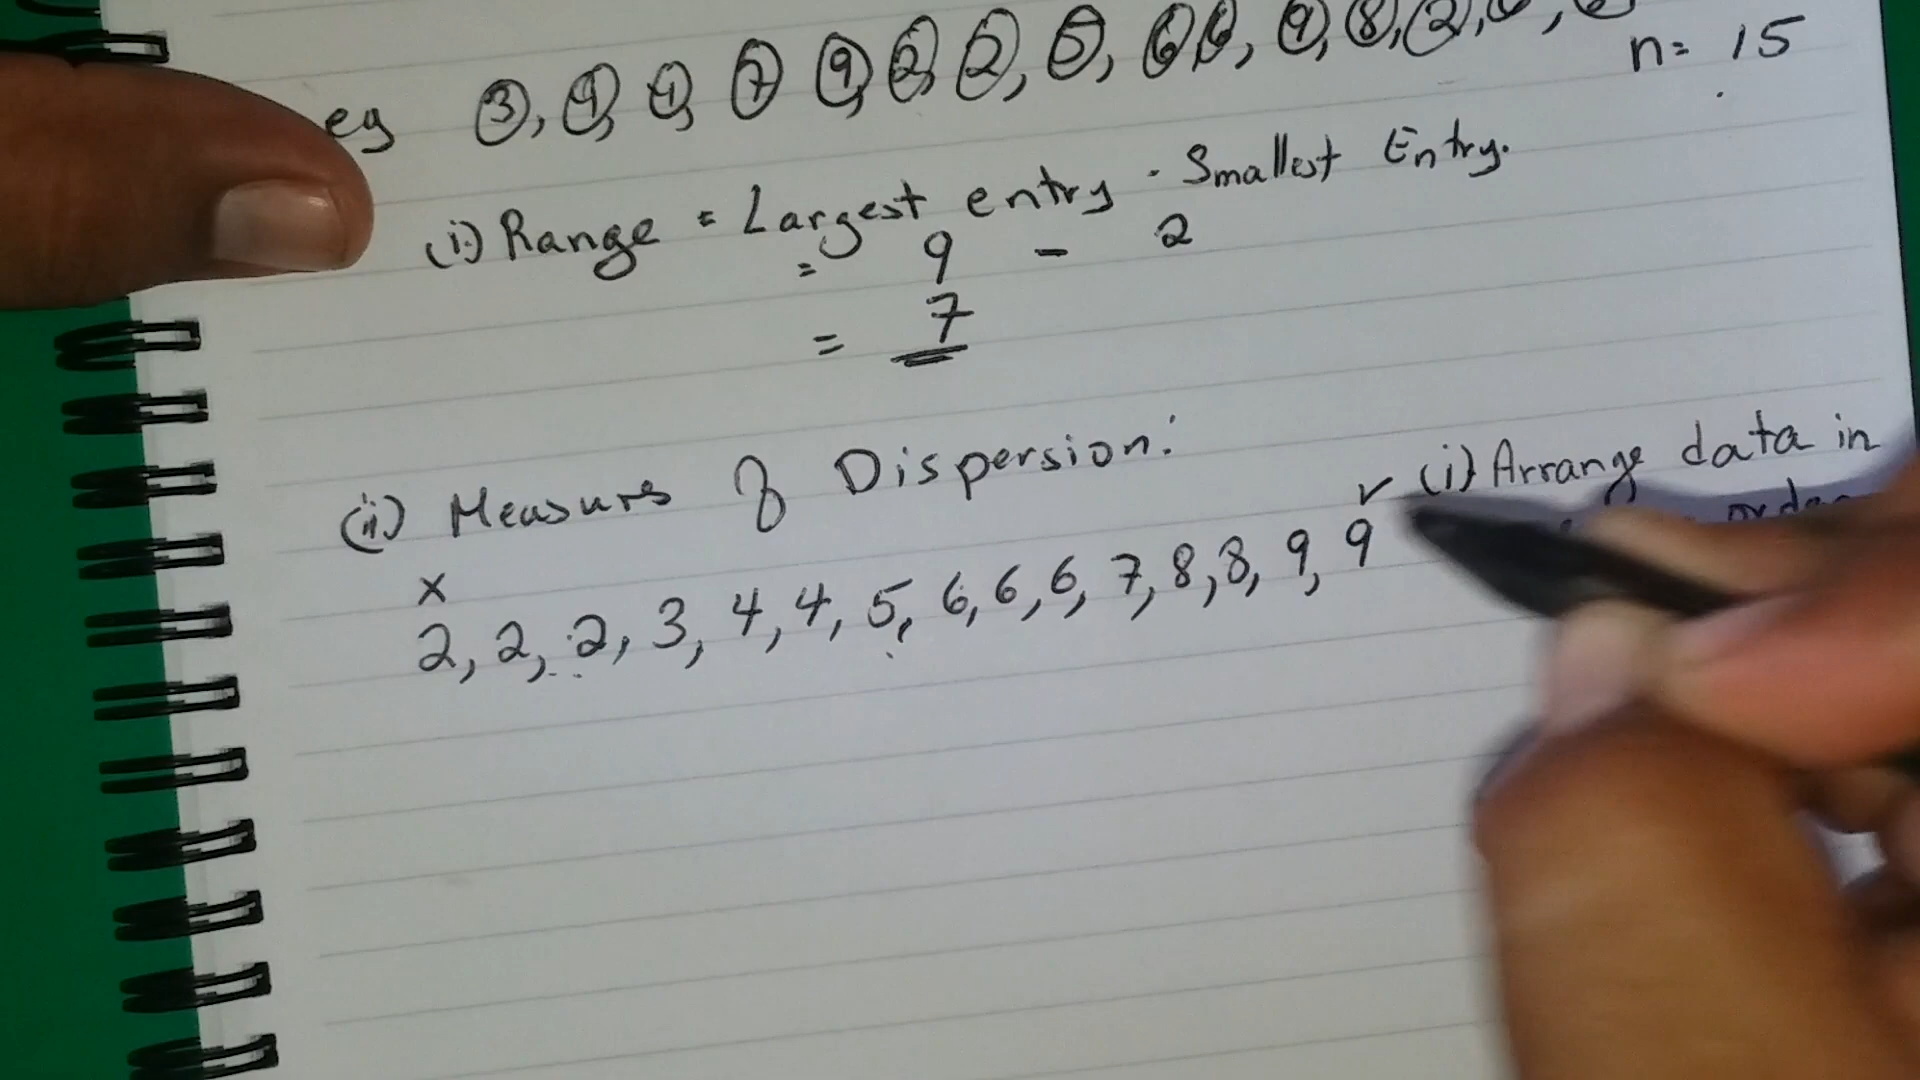 eg 3, 4, 4, 7, 9, 2, 2, 5, 6, 6, 9, 8, 2,
n= 15
(i) Range = Largest entry - Smallest Entry.
= 9 - 2
= 7
(ii) Measures of Dispersion:
✓ (i) Arrange data in
order
x
2, 2, 2, 3, 4, 4, 5, 6, 6, 6, 7, 8, 8, 9, 9